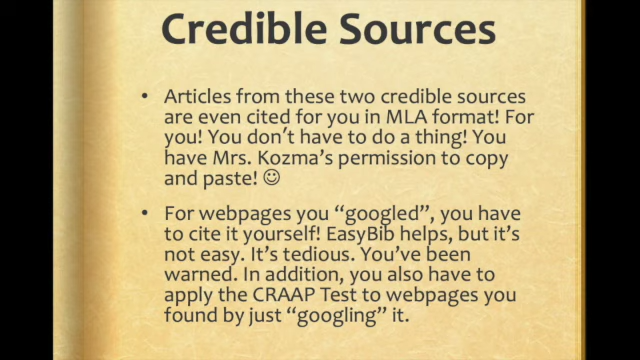 Credible Sources
• Articles from these two credible sources
are even cited for you in MLA format! For
you! You don't have to do a thing! You
have Mrs. Kozma's permission to copy
and paste! ☺
• For webpages you “googled”, you have
to cite it yourself! EasyBib helps, but it's
not easy. It's tedious. You've been
warned. In addition, you also have to
apply the CRAAP Test to webpages you
found by just “googling” it.